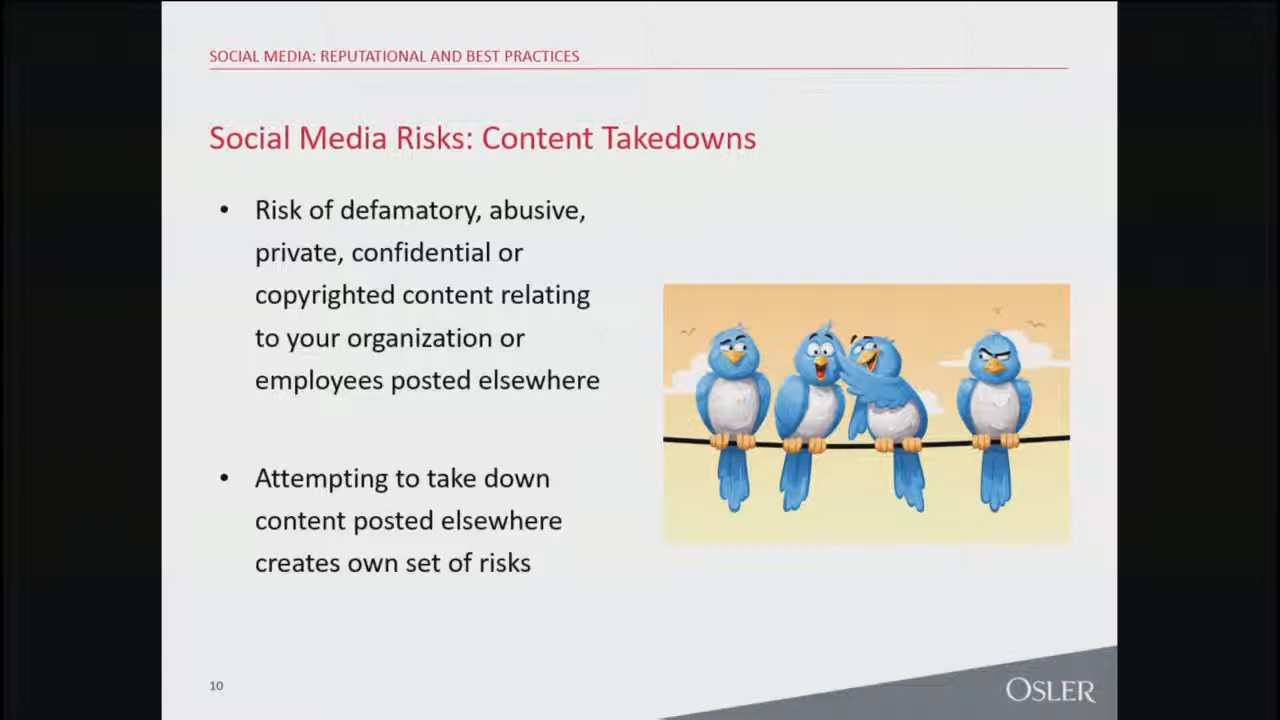 SOCIAL MEDIA: REPUTATIONAL AND BEST PRACTICES
Social Media Risks: Content Takedowns
• Risk of defamatory, abusive,
private, confidential or
copyrighted content relating
to your organization or
employees posted elsewhere
• Attempting to take down
content posted elsewhere
creates own set of risks
10
OSLER